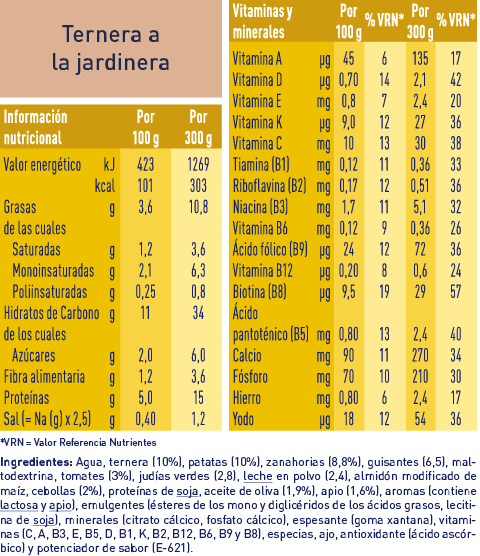 Ternera a
la jardinera
Información
nutricional
Por
100 g
Por
300 g
Valor energético kJ 423 1269
kcal 101 303
Grasas g 3,6 10,8
de las cuales
Saturadas g 1,2 3,6
Monoinsaturadas g 2,1 6,3
Poliinsaturadas g 0,25 0,8
Hidratos de Carbono g 11 34
de los cuales
Azúcares g 2,0 6,0
Fibra alimentaria g 1,2 3,6
Proteínas g 5,0 15
Sal (= Na (g) x 2,5) g 0,40 1,2
Vitaminas y
minerales
Por
100 g
% VRN*
Por
300 g
% VRN*
Vitamina A µg 45 6 135 17
Vitamina D µg 0,70 14 2,1 42
Vitamina E mg 0,8 7 2,4 20
Vitamina K µg 9,0 12 27 36
Vitamina C mg 10 13 30 38
Tiamina (B1) mg 0,12 11 0,36 33
Riboflavina (B2) mg 0,17 12 0,51 36
Niacina (B3) mg 1,7 11 5,1 32
Vitamina B6 mg 0,12 9 0,36 26
Ácido fólico (B9) µg 24 12 72 36
Vitamina B12 µg 0,20 8 0,6 24
Biotina (B8) µg 9,5 19 29 57
Ácido
pantoténico (B5) mg 0,80 13 2,4 40
Calcio mg 90 11 270 34
Fósforo mg 70 10 210 30
Hierro mg 0,80 6 2,4 17
Yodo µg 18 12 54 36
*VRN = Valor Referencia Nutrientes
Ingredientes: Agua, ternera (10%), patatas (10%), zanahorias (8,8%), guisantes (6,5), mal-
todextrina, tomates (3%), judías verdes (2,8), leche en polvo (2,4), almidón modificado de
maíz, cebollas (2%), proteínas de soja, aceite de oliva (1,9%), apio (1,6%), aromas (contiene
lactosa y apio), emulgentes (ésteres de los mono y diglicéridos de los ácidos grasos, leciti-
na de soja), minerales (citrato cálcico, fosfato cálcico), espesante (goma xantana), vitami-
nas (C, A, B3, E, B5, D, B1, K, B2, B12, B6, B9 y B8), especias, ajo, antioxidante (ácido ascór-
bico) y potenciador de sabor (E-621).